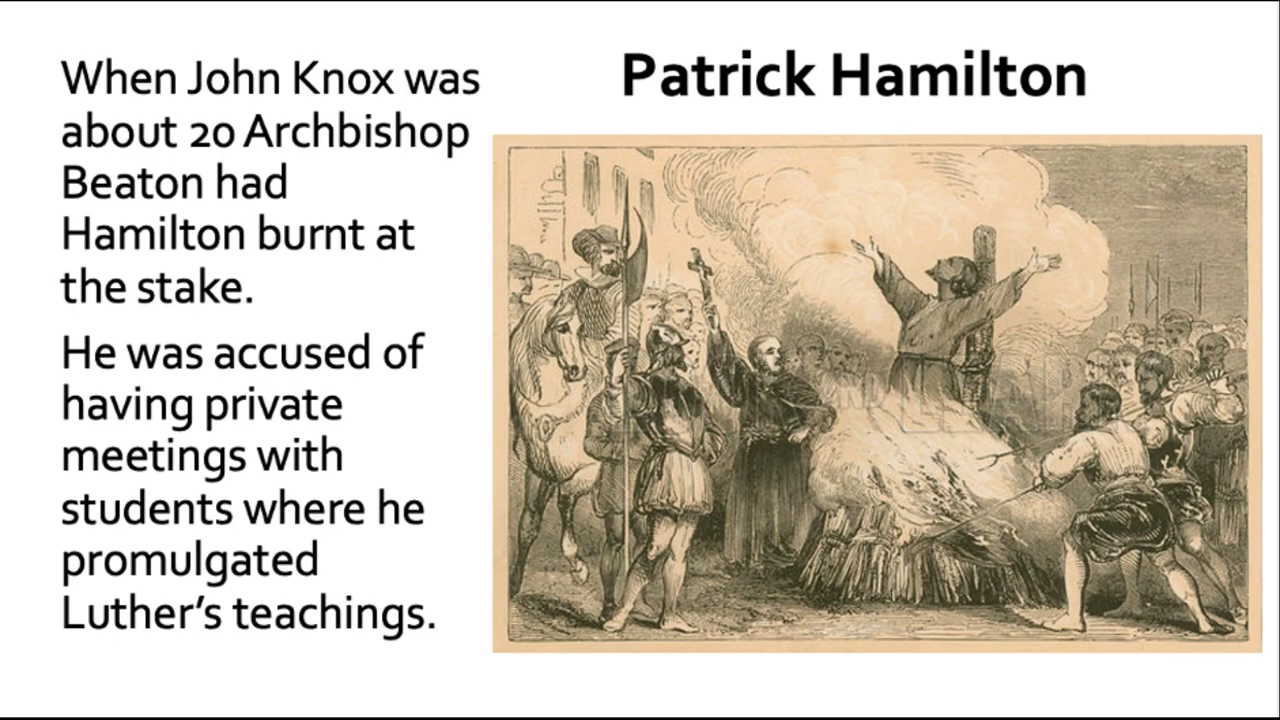 Patrick Hamilton
When John Knox was
about 20 Archbishop
Beaton had
Hamilton burnt at
the stake.
He was accused of
having private
meetings with
students where he
promulgated
Luther’s teachings.